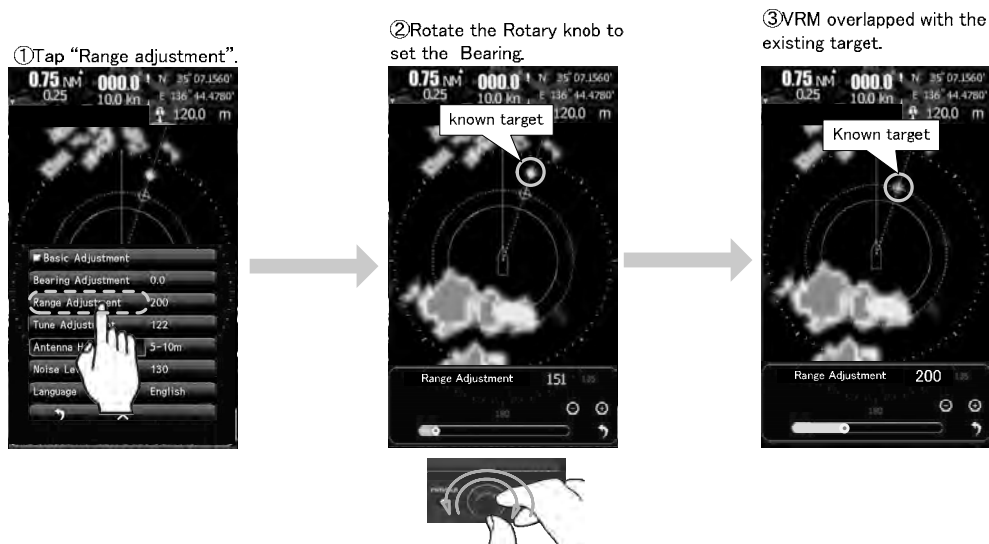 ①Tap “Range adjustment”.
0.75 NM 000.0 ' N 35° 07.1560'
0.25 10.0 kn E 136° 44.4780'
120.0 m
Basic Adjustment
Bearing Adjustment 0.0
Range Adjustment 200
Tune Adjust 122
Antenna H 5-10m
Noise Le 130
Language English
②Rotate the Rotary knob to
set the Bearing.
0.75 NM 000.0 ' N 35° 07.1560'
0.25 10.0 kn E 136° 44.4780'
120.0 m
known target
Range Adjustment 151 125
180
③VRM overlapped with the
existing target.
0.75 NM 000.0 ' N 35° 07.1560'
0.25 10.0 kn E 136° 44.4780'
120.0 m
Known target
Range Adjustment 200 125
180